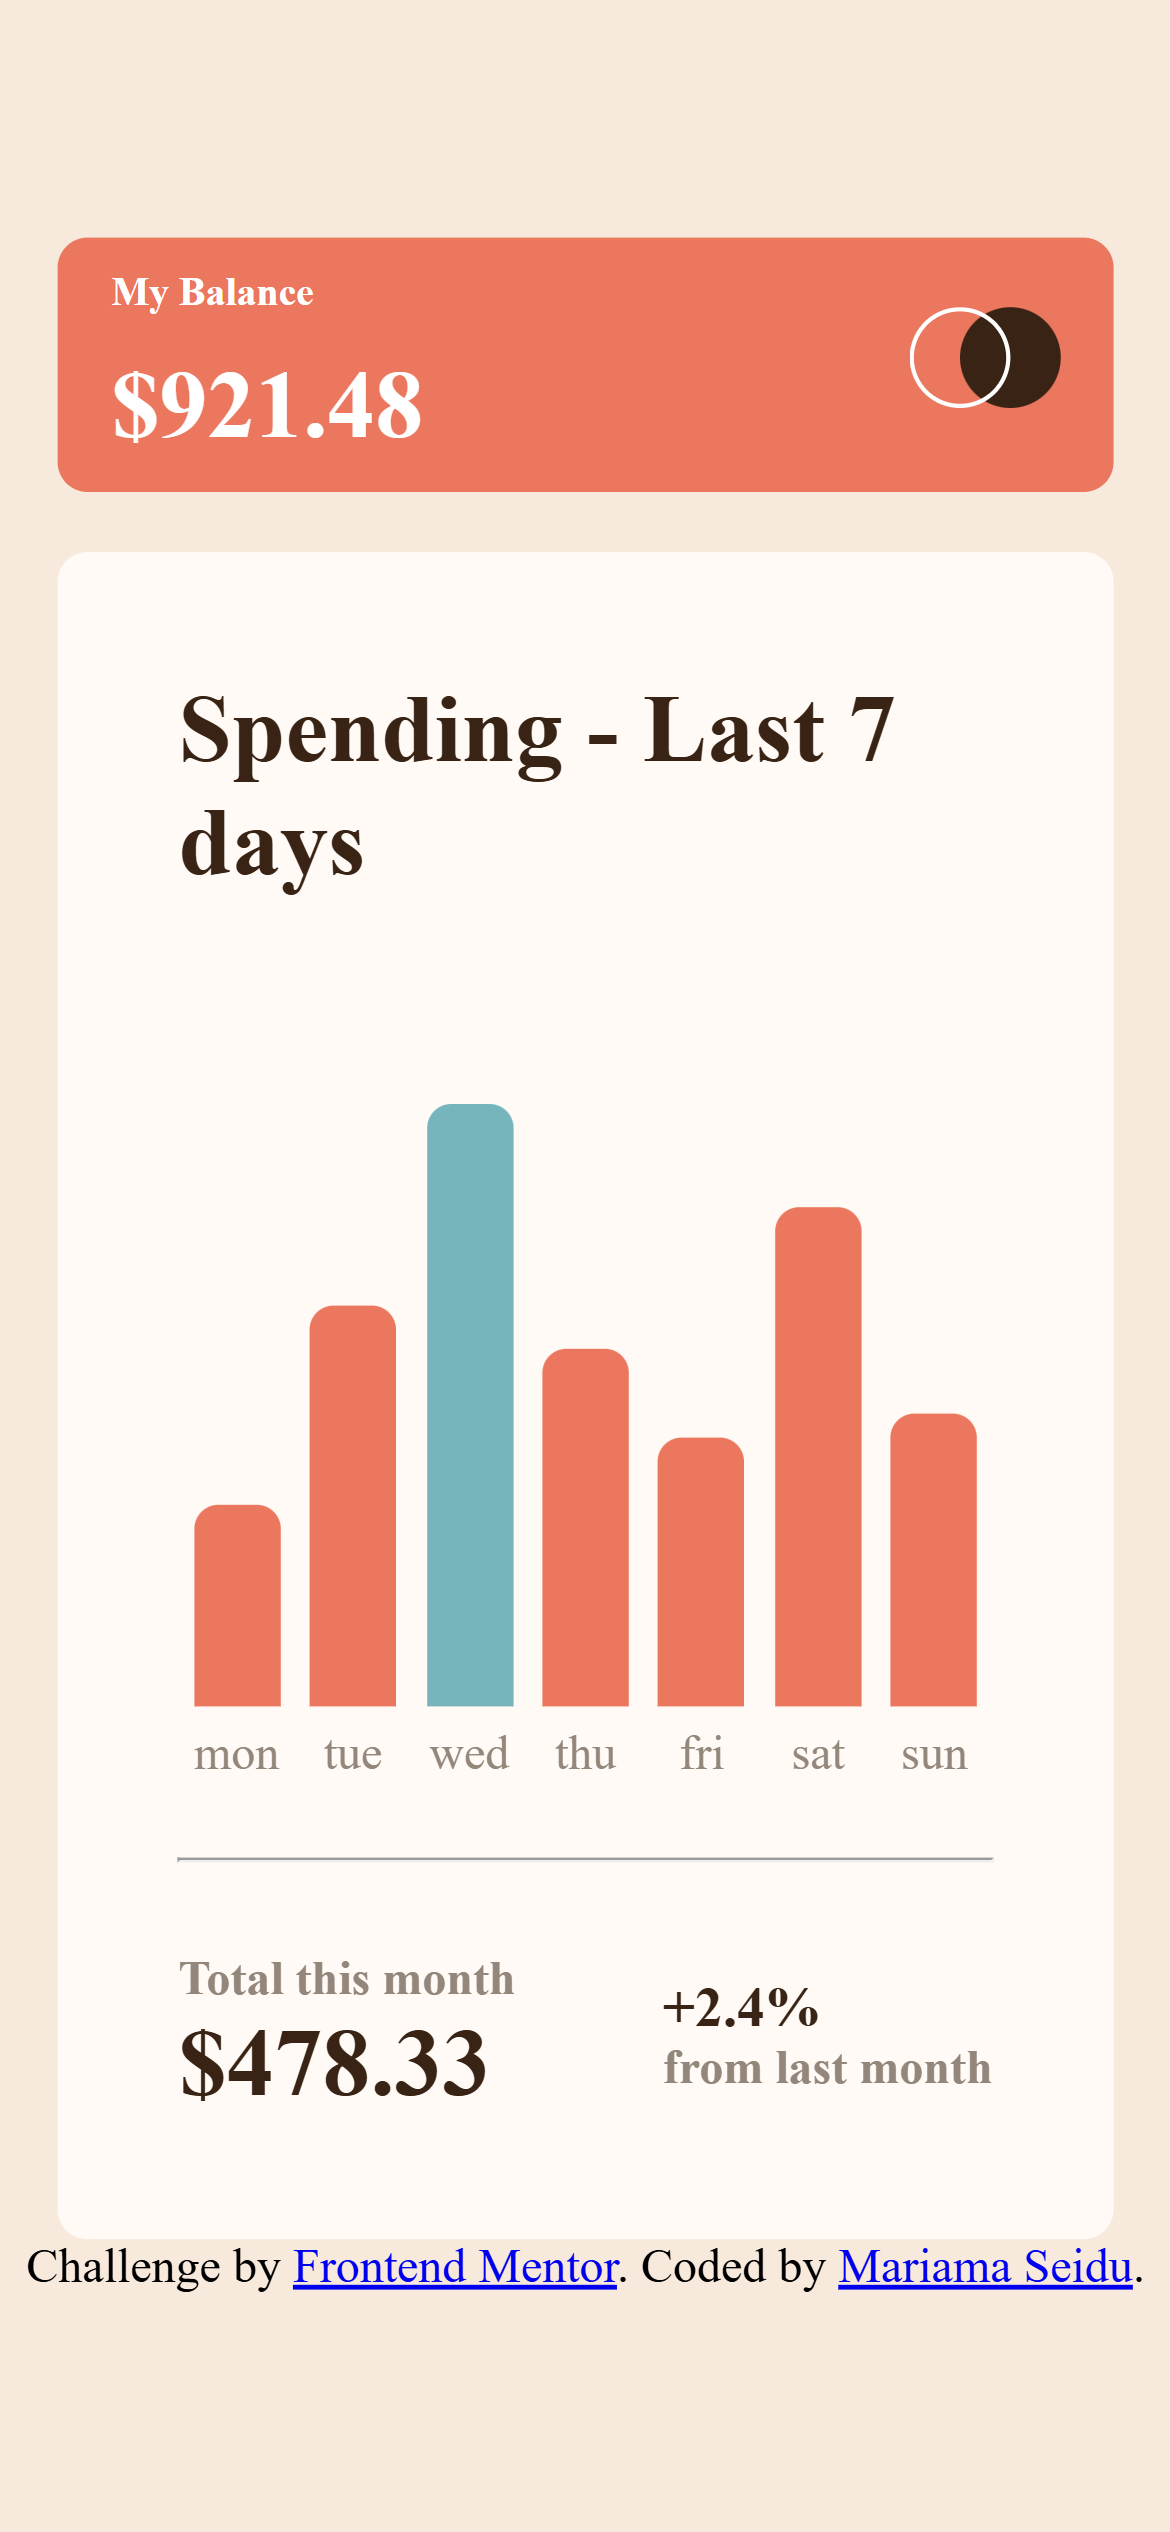 My Balance
$921.48
Spending - Last 7
days
mon tue wed thu fri sat sun
Total this month
$478.33
+2.4%
from last month
Challenge by Frontend Mentor. Coded by Mariama Seidu.